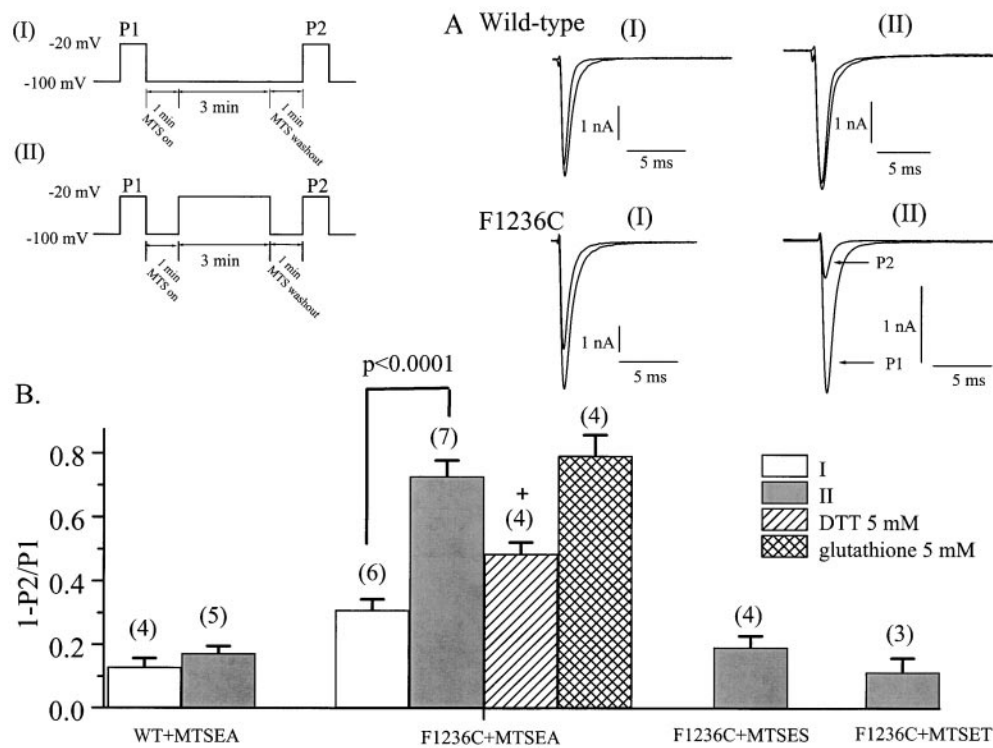 (I)
P1
P2
-20 mV
-100 mV
1 min
MTS on
3 min
1 min
MTS washout
(II)
P1
P2
-20 mV
-100 mV
1 min
MTS on
3 min
1 min
MTS washout
A Wild-type
(I)
(II)
1 nA
5 ms
1 nA
5 ms
F1236C
(I)
(II)
1 nA
5 ms
P2
1 nA
P1
5 ms
B.
p<0.0001
1-P2/P1
0.8
0.6
0.4
0.2
0.0
(4)
(5)
(6)
(7)
+
(4)
(4)
(4)
(3)
I
II
DTT 5 mM
glutathione 5 mM
WT+MTSEA
F1236C+MTSEA
F1236C+MTSES
F1236C+MTSET